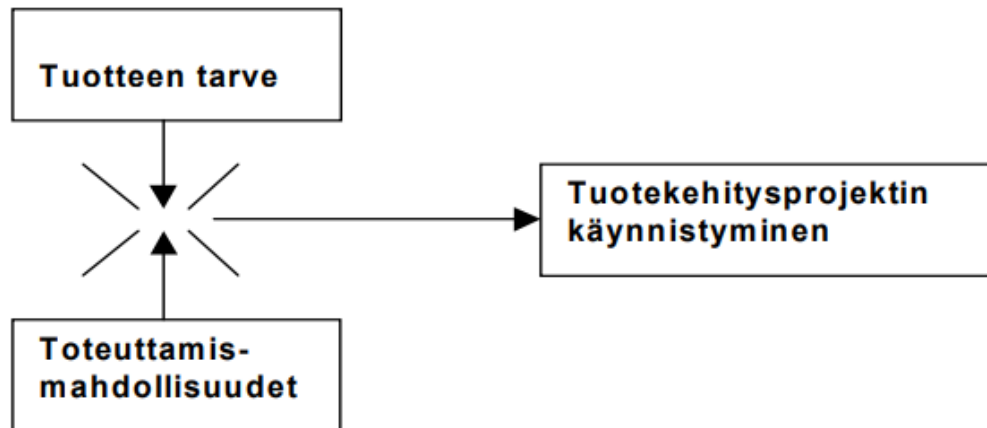 Tuotteen tarve
Tuotekehitysprojektin
käynnistyminen
Toteuttamis-
mahdollisuudet